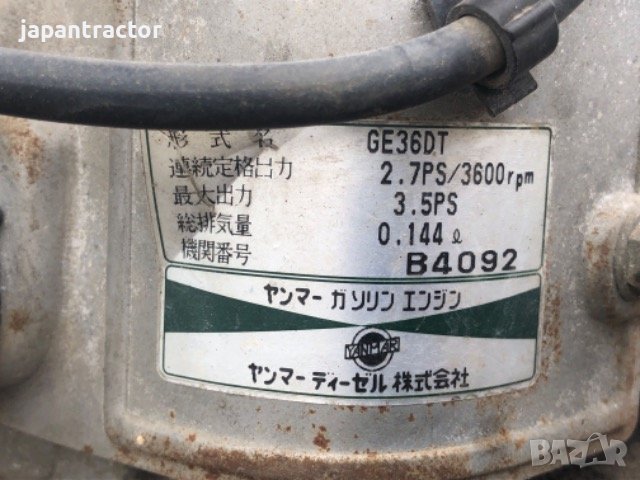 japantractor
形式名 GE36DT
連続定格出力 2.7PS/3600rpm
最大出力 3.5PS
総排気量 0.144ℓ
機関番号 B4092
ヤンマー ガソリン エンジン
YANMAR
ヤンマーディーゼル 株式会社
BAZAR